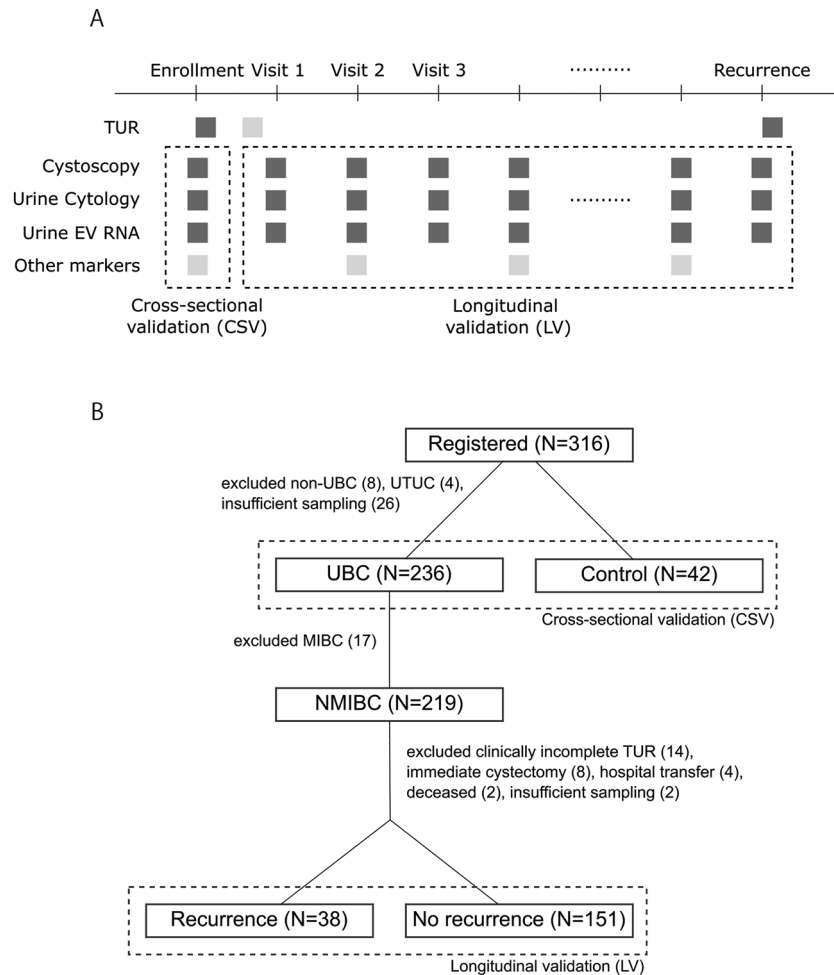 A
Enrollment Visit 1 Visit 2 Visit 3 .......... Recurrence
TUR
Cystoscopy
Urine Cytology ..........
Urine EV RNA
Other markers
Cross-sectional
validation (CSV)
Longitudinal
validation (LV)
B
Registered (N=316)
excluded non-UBC (8), UTUC (4),
insufficient sampling (26)
UBC (N=236)
Control (N=42)
Cross-sectional validation (CSV)
excluded MIBC (17)
NMIBC (N=219)
excluded clinically incomplete TUR (14),
immediate cystectomy (8), hospital transfer (4),
deceased (2), insufficient sampling (2)
Recurrence (N=38)
No recurrence (N=151)
Longitudinal validation (LV)